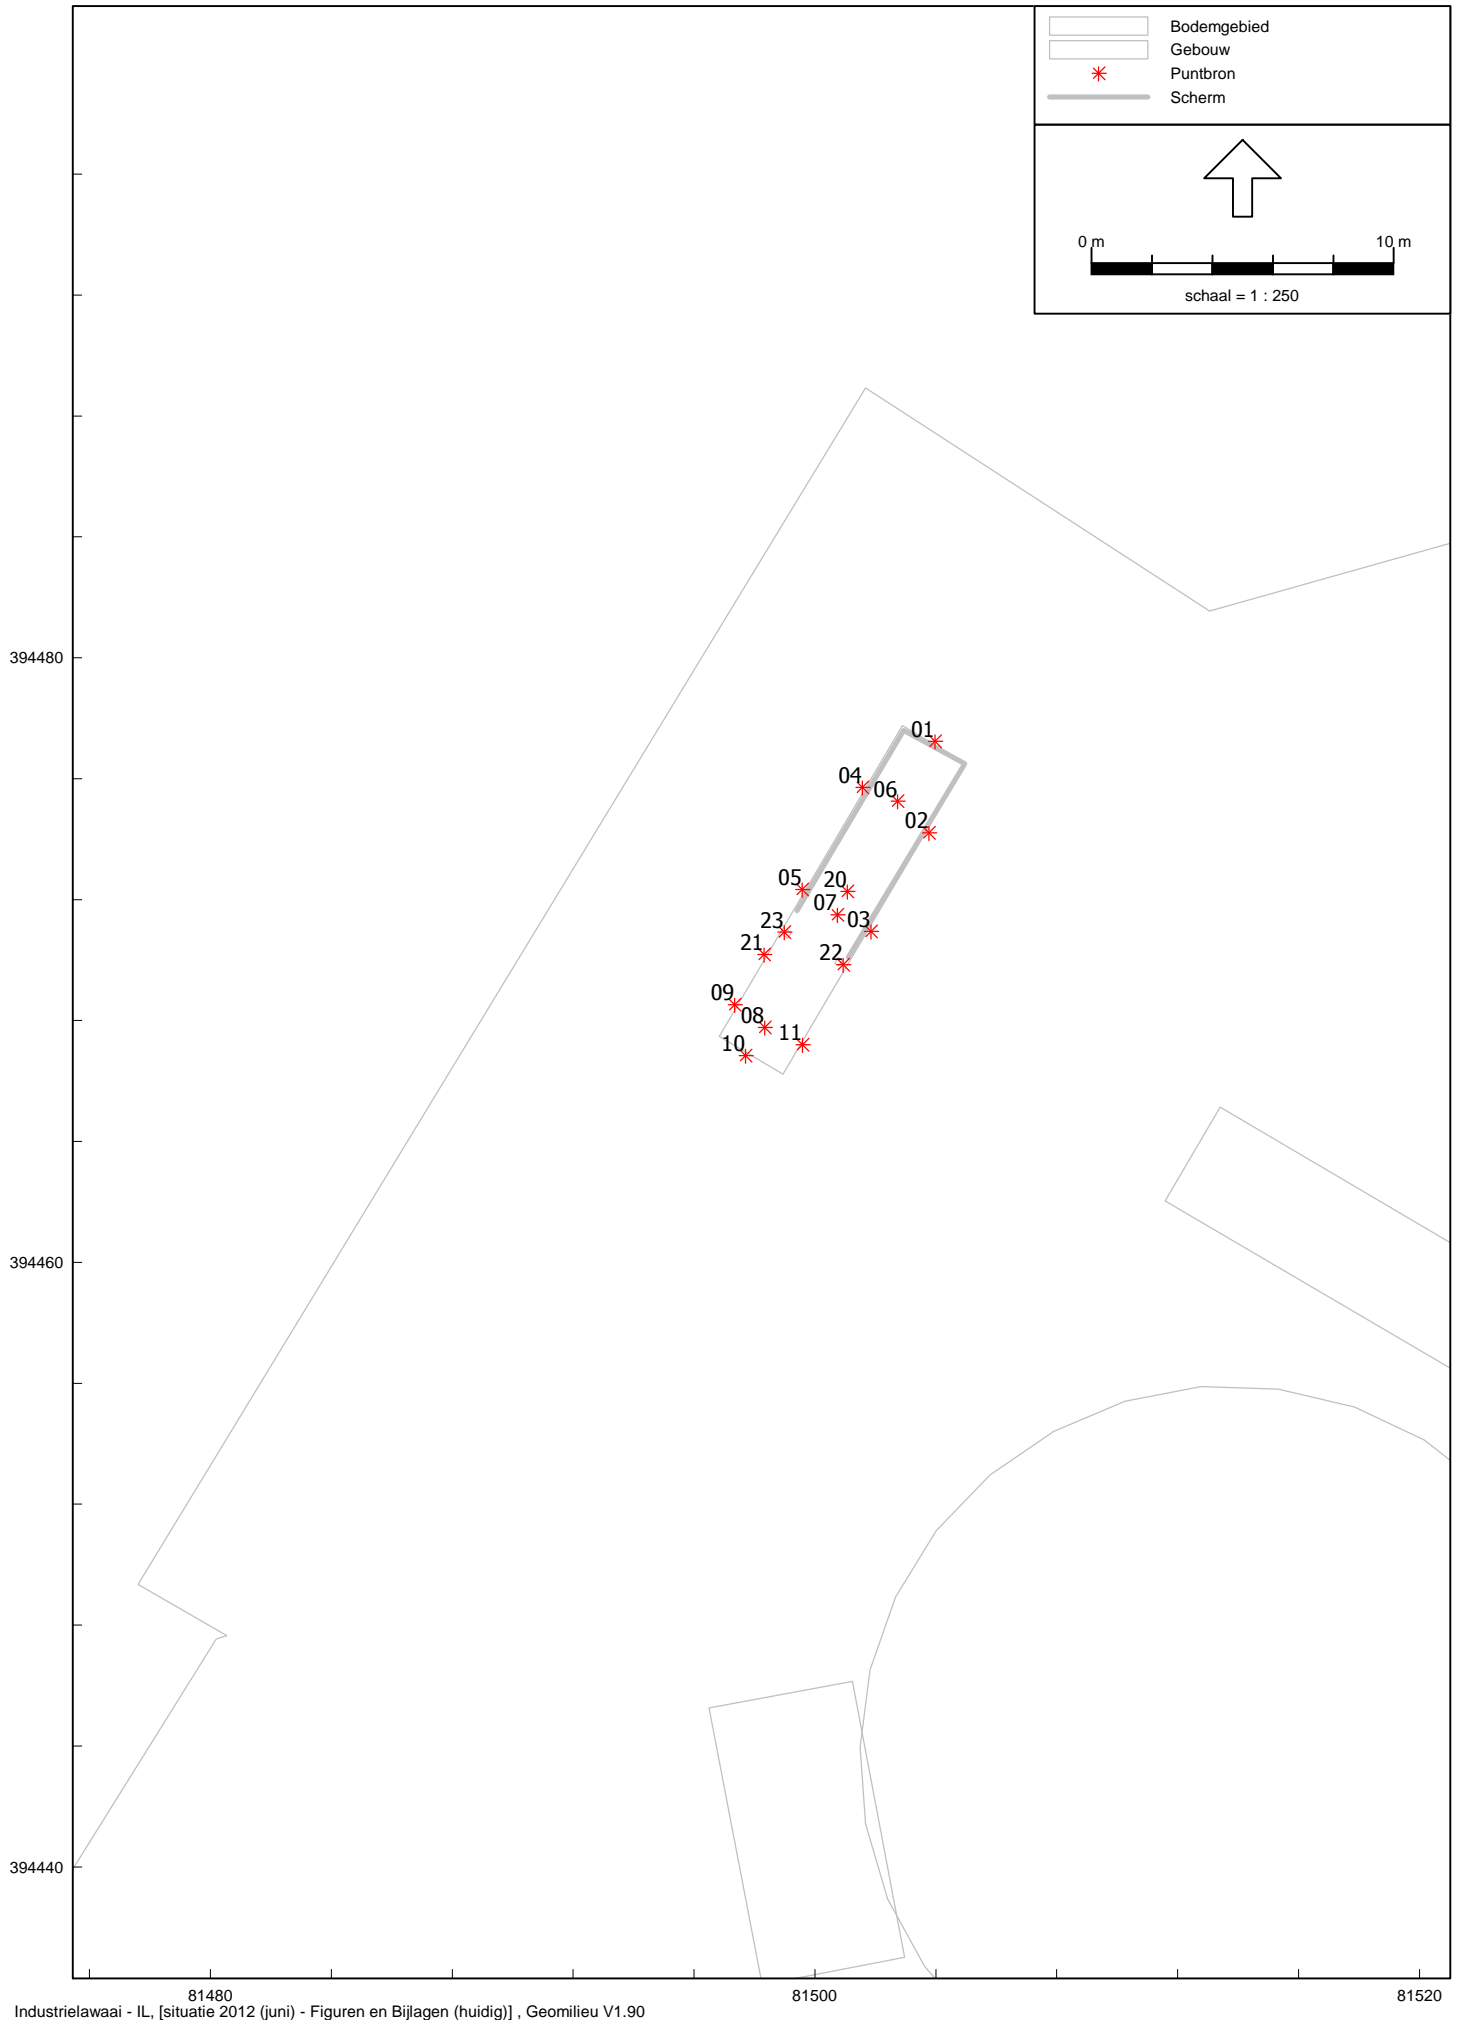 Bodemgebied
Gebouw
Puntbron
Scherm
0 m 10 m
schaal = 1 : 250
394480
01
04
06
02
05
20
07
03
23
21
22
09
08
11
10
394460
394440
81480 81500 81520
Industrielawaai - IL, [situatie 2012 (juni) - Figuren en Bijlagen (huidig)] , Geomilieu V1.90